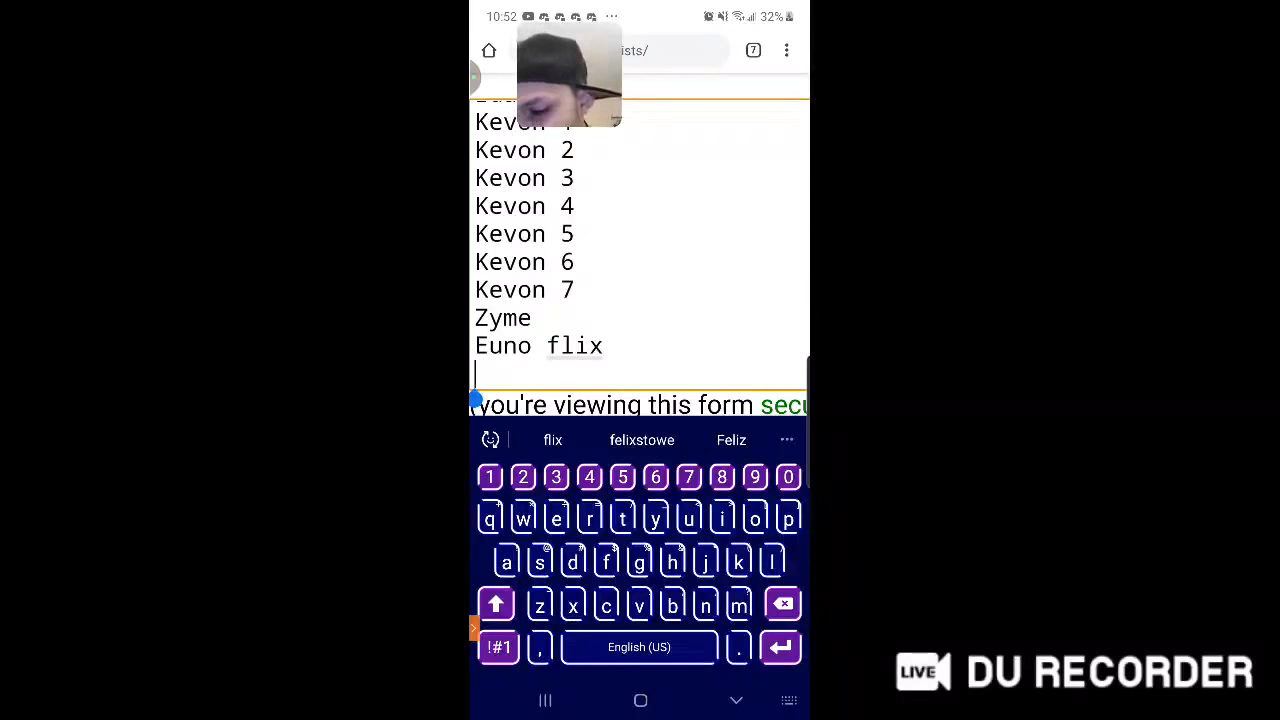 10:52
32%
ists/
7
Kevon
Kevon 2
Kevon 3
Kevon 4
Kevon 5
Kevon 6
Kevon 7
Zyme
Euno flix
(you're viewing this form secu
flix felixstowe Feliz
1 2 3 4 5 6 7 8 9 0
q w e r t y u i o p
a s d f g h j k l
z x c v b n m
!#1 , English (US) .
LIVE DU RECORDER